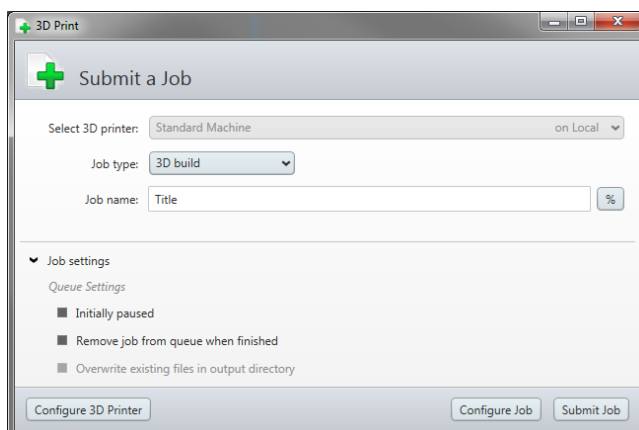 3D Print
Submit a Job
Select 3D printer: Standard Machine on Local
Job type: 3D build
Job name: Title %
Job settings
Queue Settings
Initially paused
Remove job from queue when finished
Overwrite existing files in output directory
Configure 3D Printer Configure Job Submit Job